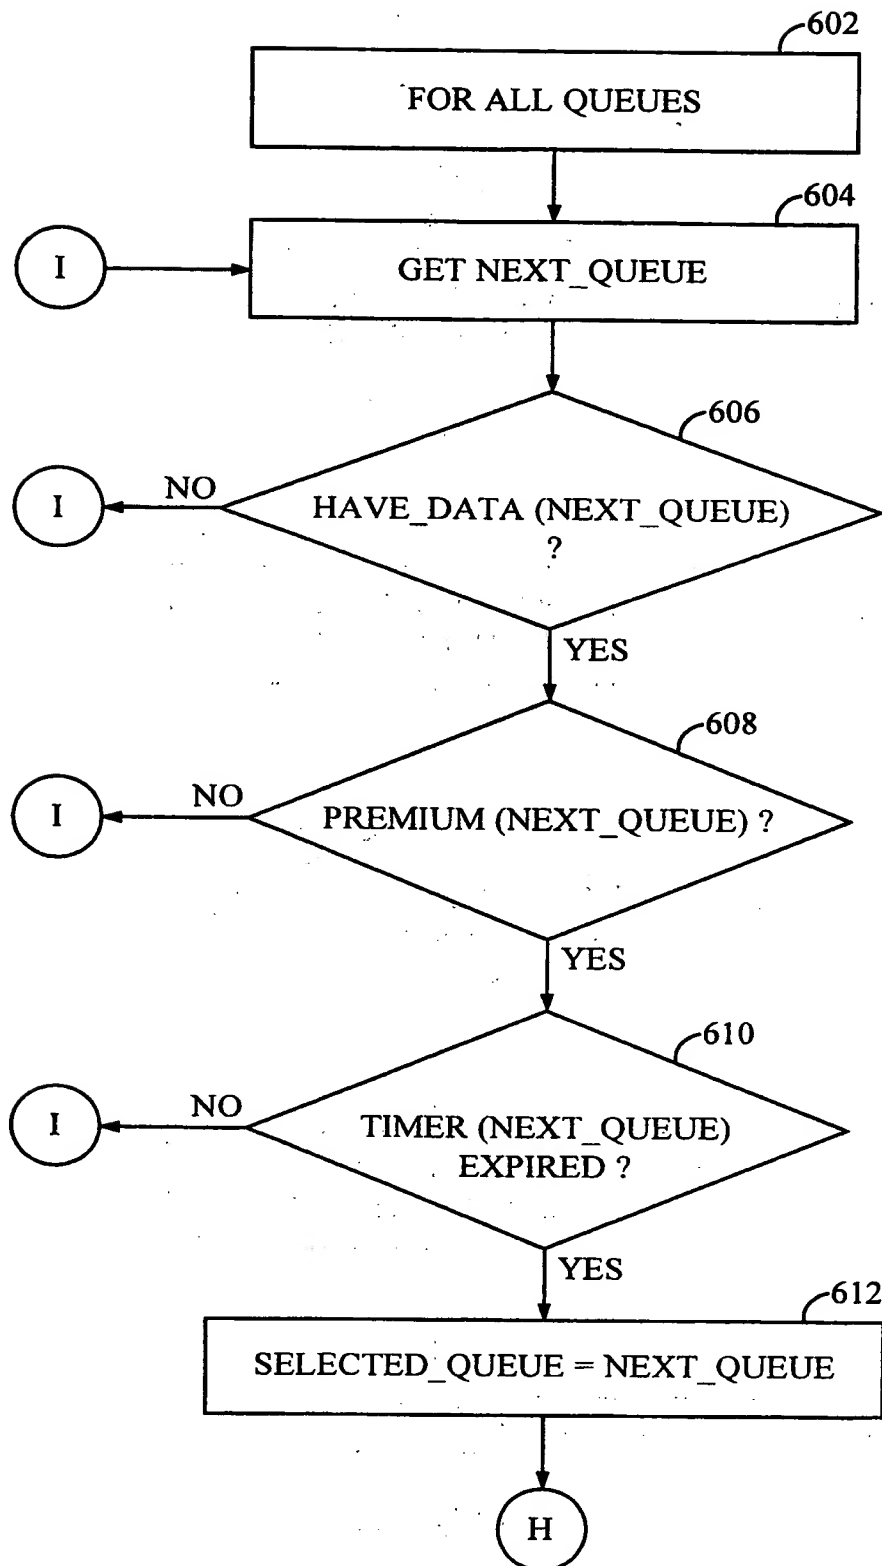 602
FOR ALL QUEUES
604
I
GET NEXT_QUEUE
606
I
NO
HAVE_DATA (NEXT_QUEUE)
?
YES
608
I
NO
PREMIUM (NEXT_QUEUE) ?
YES
610
I
NO
TIMER (NEXT_QUEUE)
EXPIRED ?
YES
612
SELECTED_QUEUE = NEXT_QUEUE
H